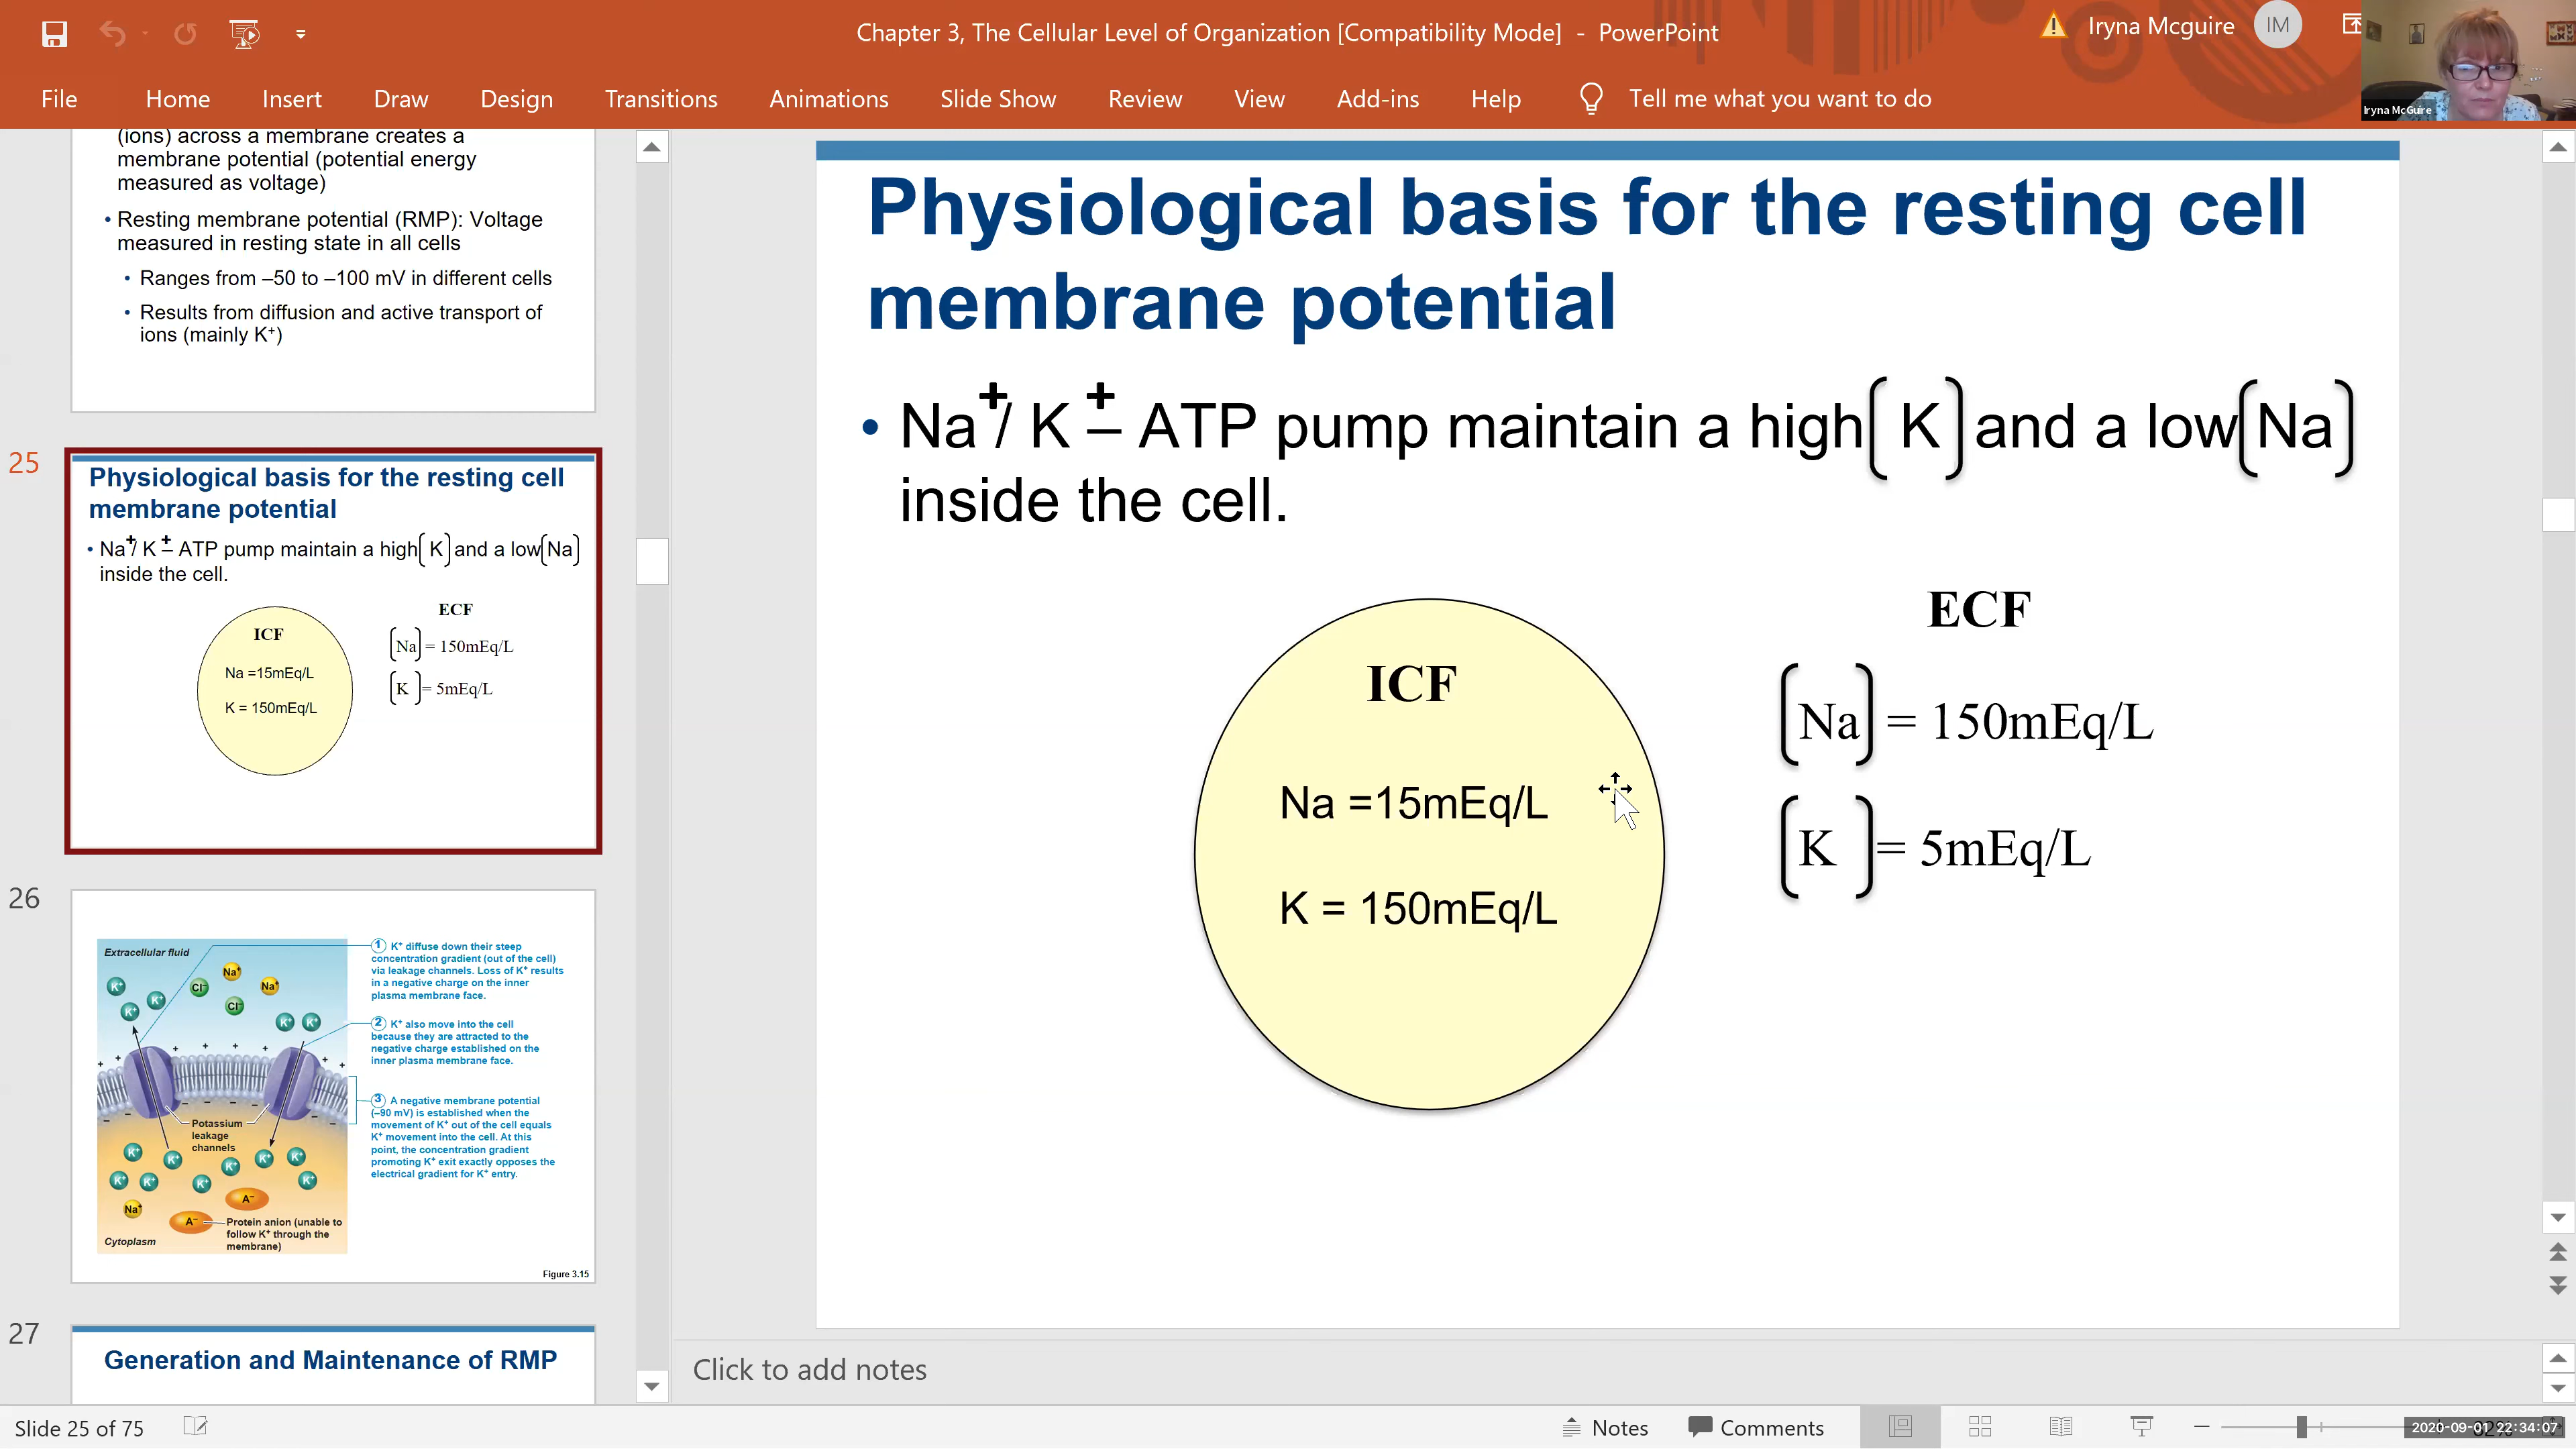 Chapter 3, The Cellular Level of Organization [Compatibility Mode] - PowerPoint
Iryna Mcguire
IM
File Home Insert Draw Design Transitions Animations Slide Show Review View Add-ins Help Tell me what you want to do
Iryna McGuire
(ions) across a membrane creates a
membrane potential (potential energy
measured as voltage)
• Resting membrane potential (RMP): Voltage
measured in resting state in all cells
• Ranges from –50 to –100 mV in different cells
• Results from diffusion and active transport of
ions (mainly K⁺)
25
Physiological basis for the resting cell
membrane potential
• Na⁺/ K ⁺– ATP pump maintain a high[ K] and a low[Na]
inside the cell.
ICF
Na =15mEq/L
K = 150mEq/L
ECF
[Na] = 150mEq/L
[K ]= 5mEq/L
26
Extracellular fluid
K⁺
K⁺
K⁺
Cl⁻
Na⁺
Na⁺
Cl⁻
K⁺
K⁺
Potassium
leakage
channels
K⁺
K⁺
K⁺
K⁺
K⁺
K⁺
K⁺
K⁺
K⁺
Na⁺
A⁻
A⁻
Protein anion (unable to
follow K⁺ through the
membrane)
Cytoplasm
1 K⁺ diffuse down their steep
concentration gradient (out of the cell)
via leakage channels. Loss of K⁺ results
in a negative charge on the inner
plasma membrane face.
2 K⁺ also move into the cell
because they are attracted to the
negative charge established on the
inner plasma membrane face.
3 A negative membrane potential
(–90 mV) is established when the
movement of K⁺ out of the cell equals
K⁺ movement into the cell. At this
point, the concentration gradient
promoting K⁺ exit exactly opposes the
electrical gradient for K⁺ entry.
Figure 3.15
27
Generation and Maintenance of RMP
Physiological basis for the resting cell
membrane potential
• Na⁺/ K ⁺– ATP pump maintain a high[ K] and a low[Na]
inside the cell.
ICF
Na =15mEq/L
K = 150mEq/L
ECF
[Na] = 150mEq/L
[K ]= 5mEq/L
Click to add notes
Slide 25 of 75
Notes
Comments
2020-09-01 22:34:07